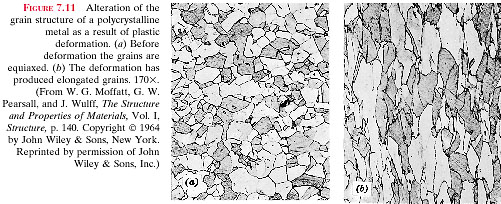 FIGURE 7.11 Alteration of the
grain structure of a polycrystalline
metal as a result of plastic
deformation. (a) Before
deformation the grains are
equiaxed. (b) The deformation has
produced elongated grains. 170×.
(From W. G. Moffatt, G. W.
Pearsall, and J. Wulff, The Structure
and Properties of Materials, Vol. I,
Structure, p. 140. Copyright © 1964
by John Wiley & Sons, New York.
Reprinted by permission of John
Wiley & Sons, Inc.)
(a)
(b)